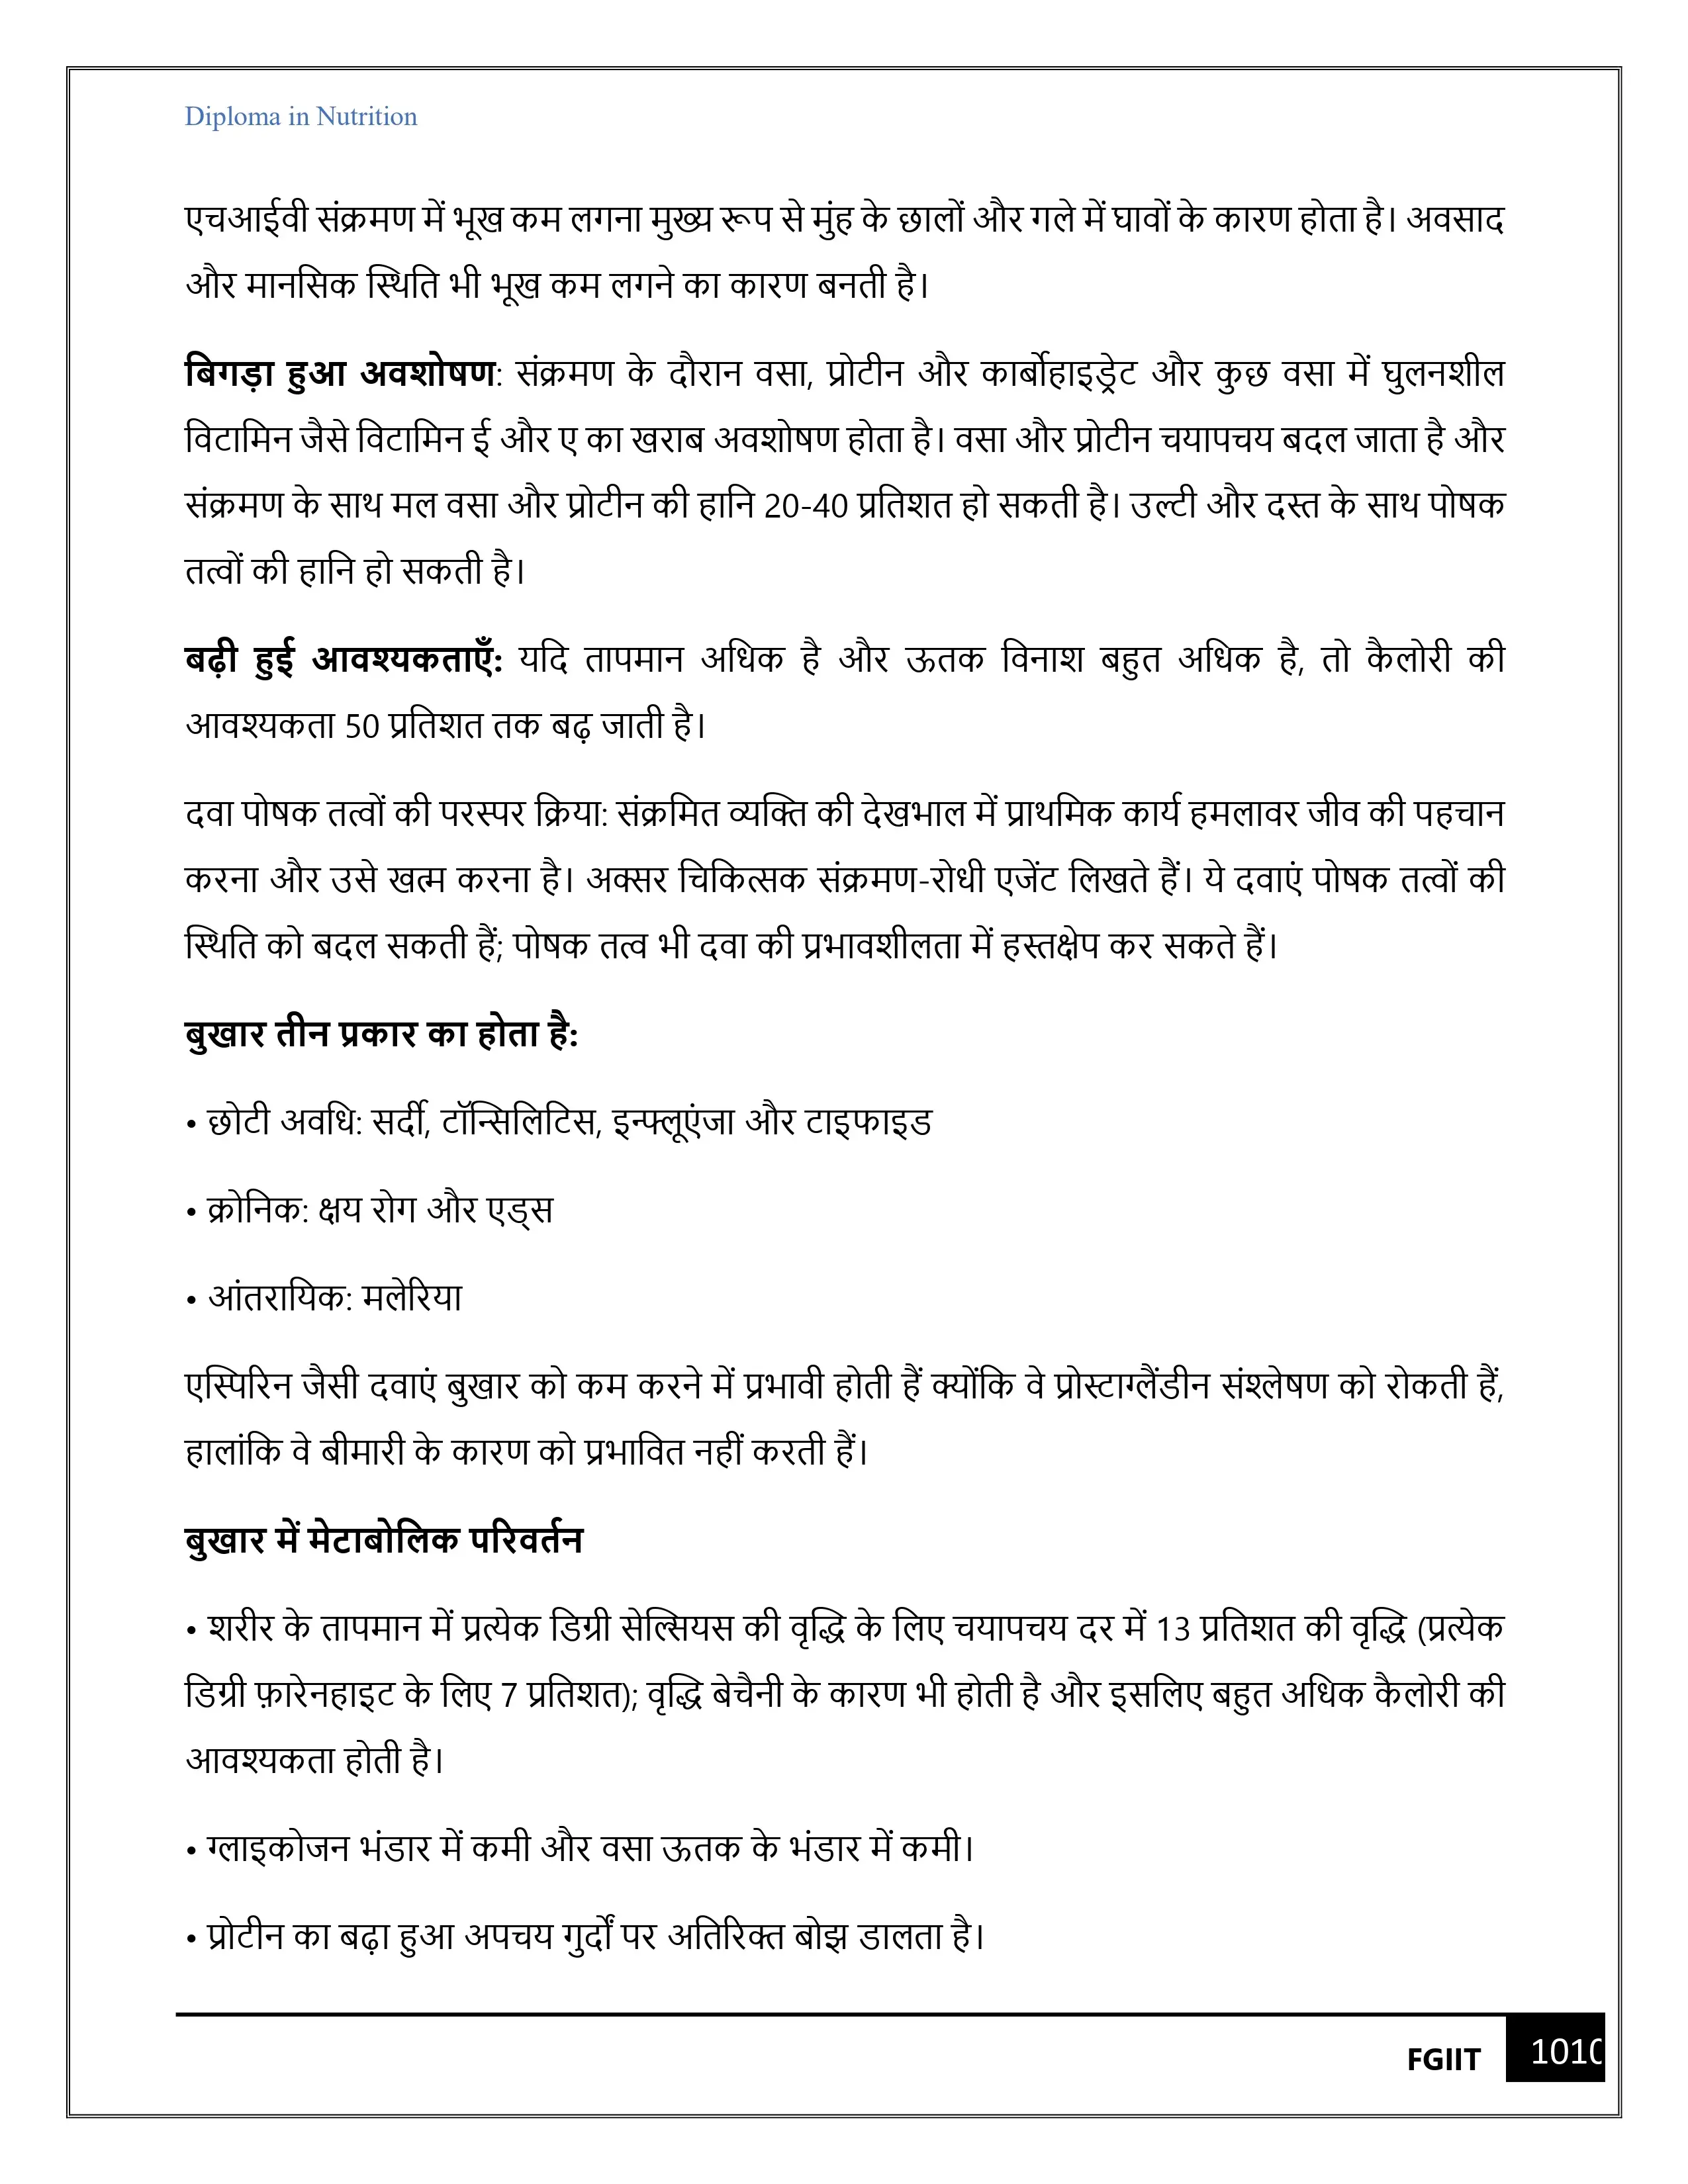 Diploma in Nutrition
एचआईवी संक्रमण में भूख कम लगना मुख्य रूप से मुंह के छालों और गले में घावों के कारण होता है। अवसाद
और मानसिक स्थिति भी भूख कम लगने का कारण बनती है।
बिगड़ा हुआ अवशोषण: संक्रमण के दौरान वसा, प्रोटीन और कार्बोहाइड्रेट और कुछ वसा में घुलनशील
विटामिन जैसे विटामिन ई और ए का खराब अवशोषण होता है। वसा और प्रोटीन चयापचय बदल जाता है और
संक्रमण के साथ मल वसा और प्रोटीन की हानि 20-40 प्रतिशत हो सकती है। उल्टी और दस्त के साथ पोषक
तत्वों की हानि हो सकती है।
बढ़ी हुई आवश्यकताएँ: यदि तापमान अधिक है और ऊतक विनाश बहुत अधिक है, तो कैलोरी की
आवश्यकता 50 प्रतिशत तक बढ़ जाती है।
दवा पोषक तत्वों की परस्पर क्रिया: संक्रमित व्यक्ति की देखभाल में प्राथमिक कार्य हमलावर जीव की पहचान
करना और उसे खत्म करना है। अक्सर चिकित्सक संक्रमण-रोधी एजेंट लिखते हैं। ये दवाएं पोषक तत्वों की
स्थिति को बदल सकती हैं; पोषक तत्व भी दवा की प्रभावशीलता में हस्तक्षेप कर सकते हैं।
बुखार तीन प्रकार का होता है:
• छोटी अवधि: सर्दी, टॉन्सिलिटिस, इन्फ्लूएंजा और टाइफाइड
• क्रोनिक: क्षय रोग और एड्स
• आंतरायिक: मलेरिया
एस्पिरिन जैसी दवाएं बुखार को कम करने में प्रभावी होती हैं क्योंकि वे प्रोस्टाग्लैंडीन संश्लेषण को रोकती हैं,
हालांकि वे बीमारी के कारण को प्रभावित नहीं करती हैं।
बुखार में मेटाबोलिक परिवर्तन
• शरीर के तापमान में प्रत्येक डिग्री सेल्सियस की वृद्धि के लिए चयापचय दर में 13 प्रतिशत की वृद्धि (प्रत्येक
डिग्री फ़ारेनहाइट के लिए 7 प्रतिशत); वृद्धि बेचैनी के कारण भी होती है और इसलिए बहुत अधिक कैलोरी की
आवश्यकता होती है।
• ग्लाइकोजन भंडार में कमी और वसा ऊतक के भंडार में कमी।
• प्रोटीन का बढ़ा हुआ अपचय गुर्दों पर अतिरिक्त बोझ डालता है।
FGIIT 1010